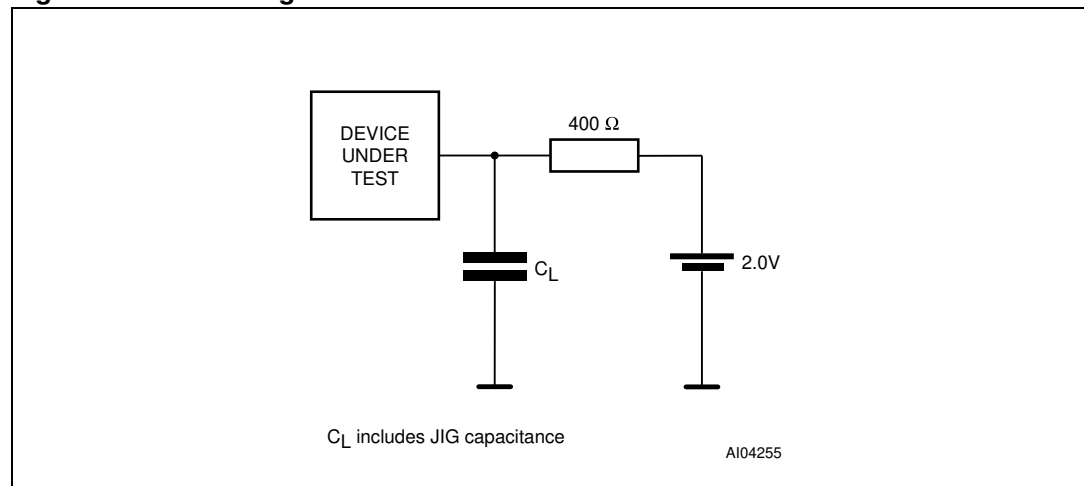 DEVICE
UNDER
TEST
400 Ω
CL
2.0V
CL includes JIG capacitance
AI04255